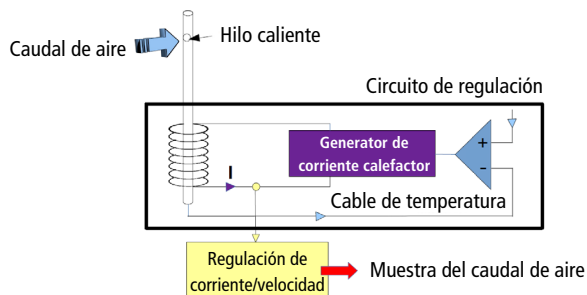 Hilo caliente
Caudal de aire
Circuito de regulación
Generator de
corriente calefactor
+
-
I
Cable de temperatura
Regulación de
corriente/velocidad
Muestra del caudal de aire